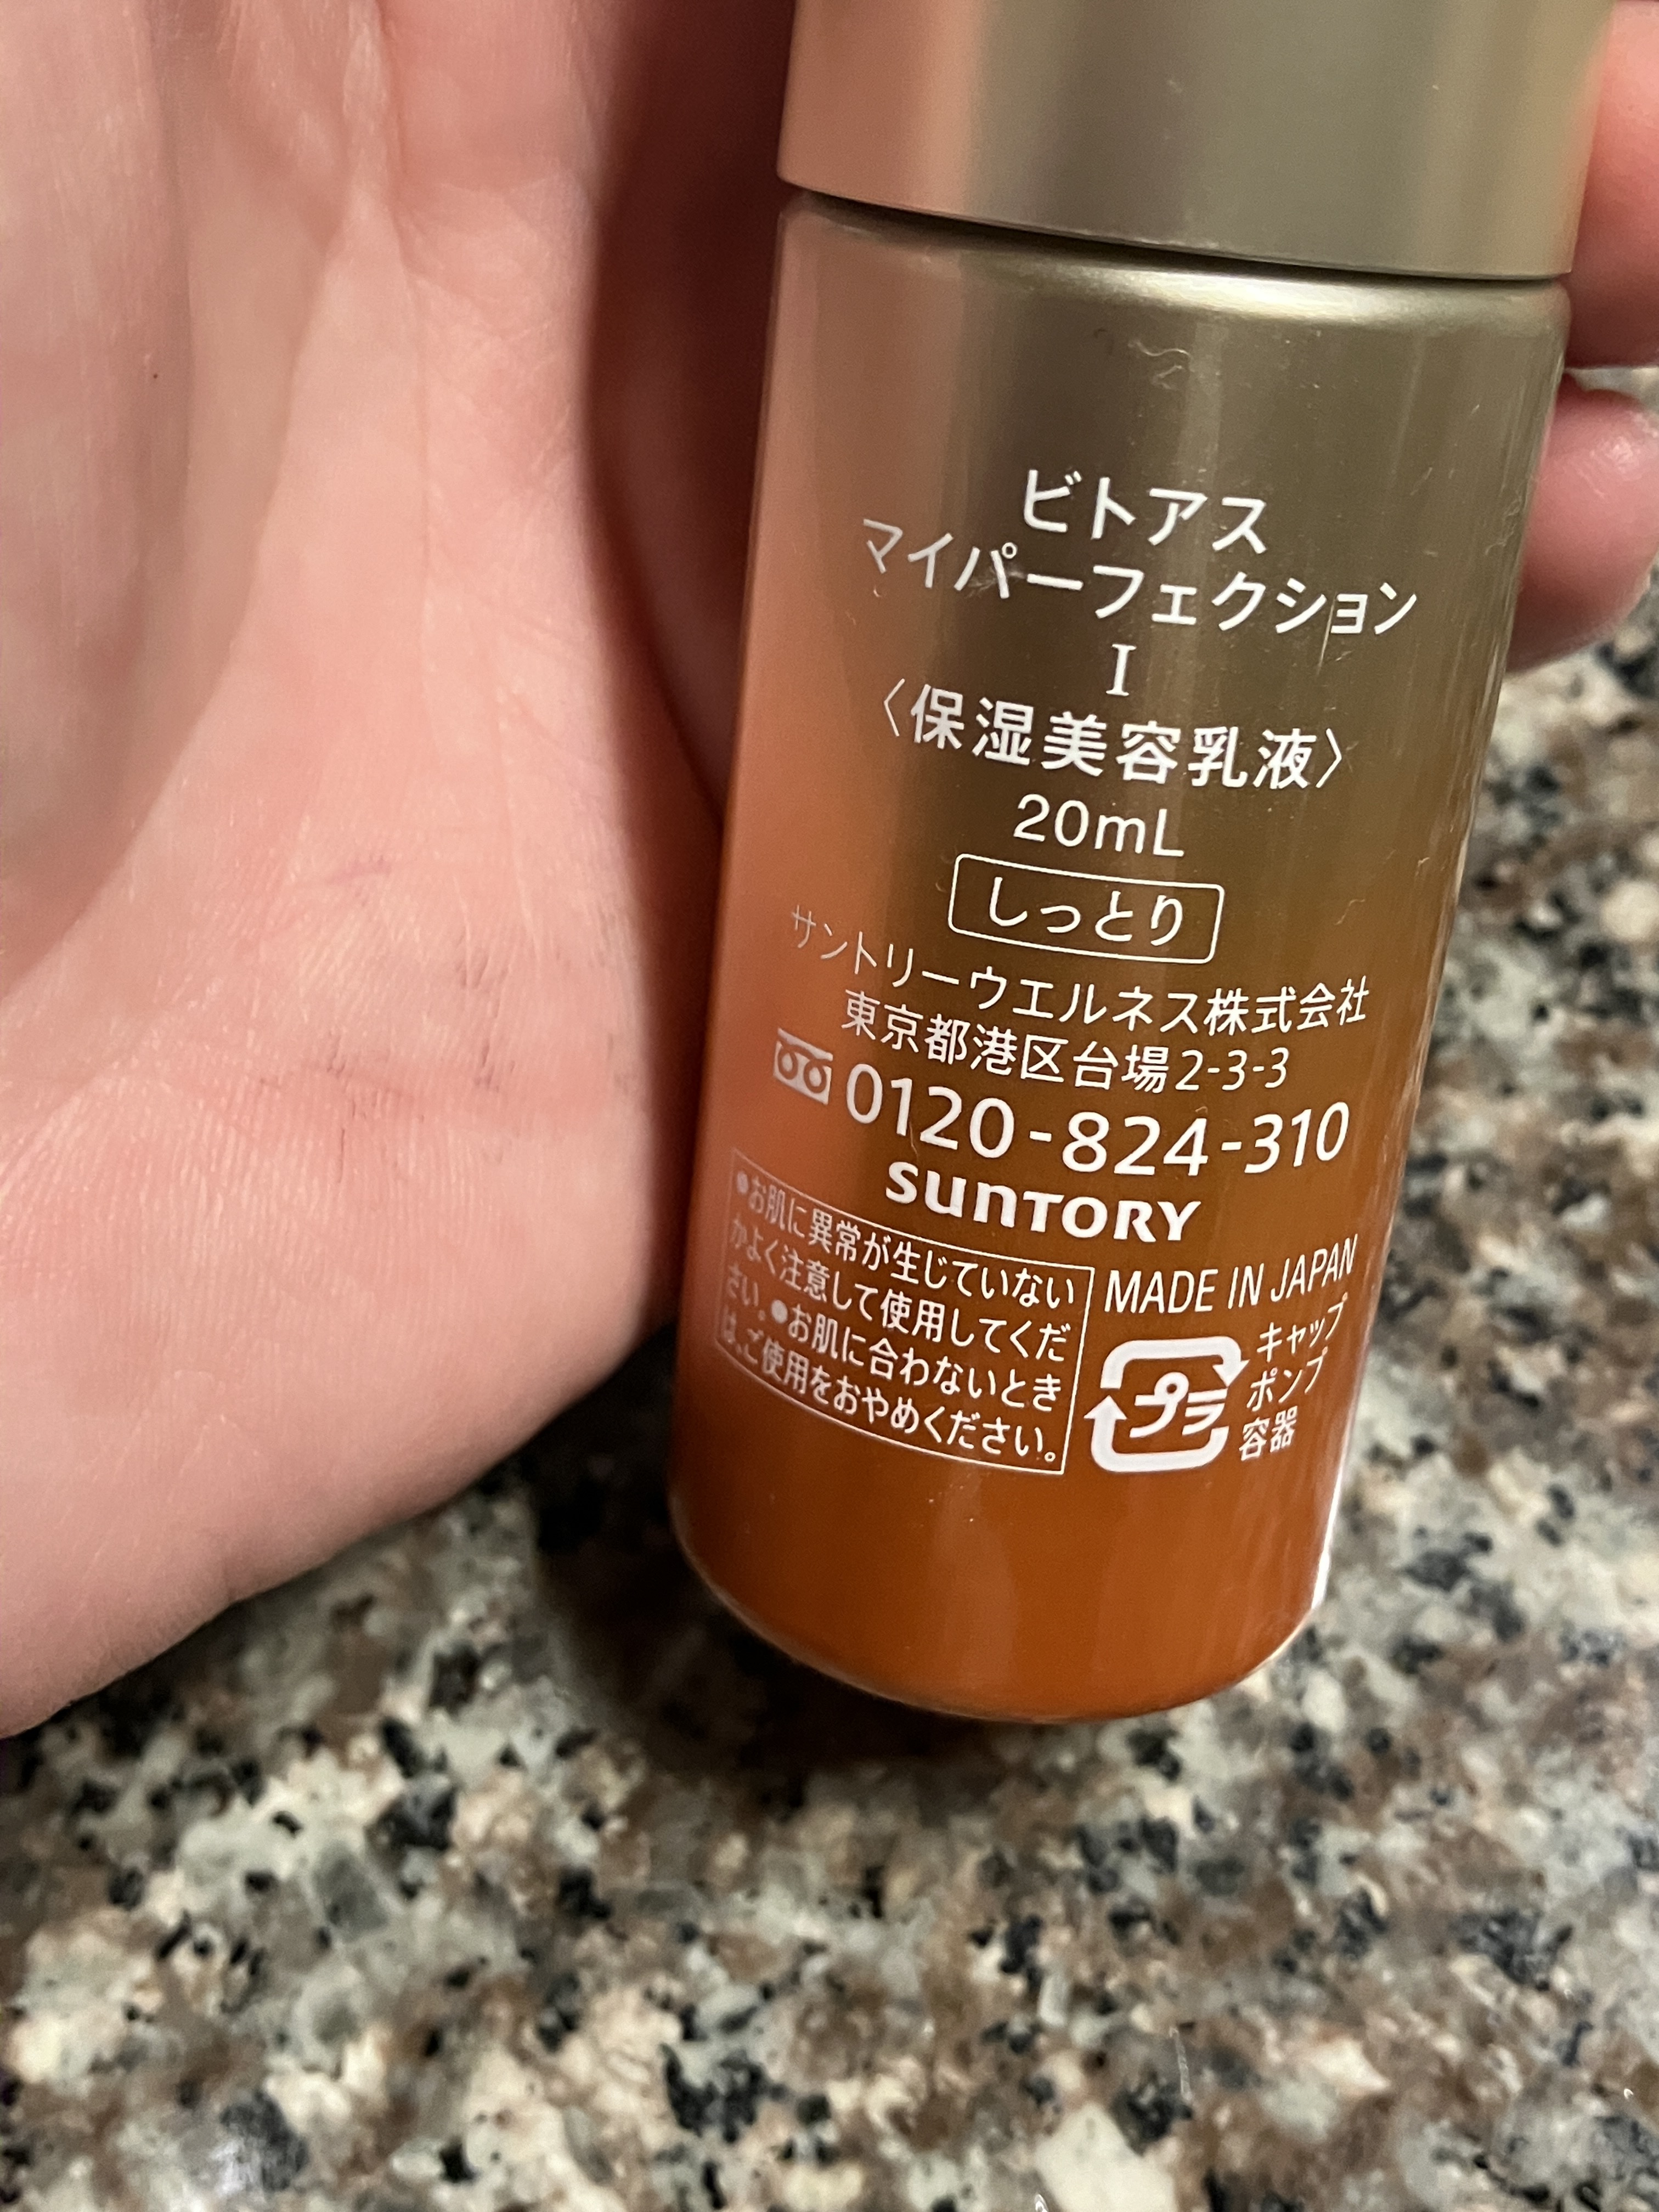 ビトアス
マイパーフェクション
I
〈保湿美容乳液〉
20mL
しっとり
サントリーウエルネス株式会社
東京都港区台場2-3-3
0120-824-310
SUNTORY
●お肌に異常が生じていない
かよく注意して使用してくだ
さい。●お肌に合わないとき
は、ご使用をおやめください。
MADE IN JAPAN
プラ
キャップ
ポンプ
容器